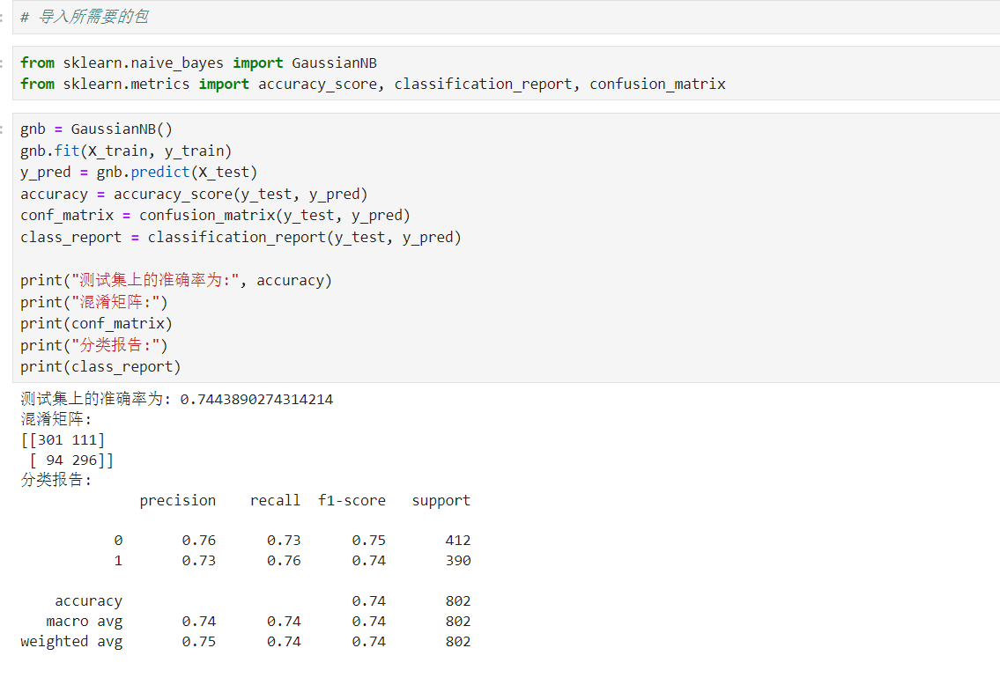 # 导入所需要的包
from sklearn.naive_bayes import GaussianNB
from sklearn.metrics import accuracy_score, classification_report, confusion_matrix
gnb = GaussianNB()
gnb.fit(X_train, y_train)
y_pred = gnb.predict(X_test)
accuracy = accuracy_score(y_test, y_pred)
conf_matrix = confusion_matrix(y_test, y_pred)
class_report = classification_report(y_test, y_pred)
print("测试集上的准确率为:", accuracy)
print("混淆矩阵:")
print(conf_matrix)
print("分类报告:")
print(class_report)
测试集上的准确率为: 0.7443890274314214
混淆矩阵:
[[301 111]
 [ 94 296]]
分类报告:
              precision    recall  f1-score   support
           0       0.76      0.73      0.75       412
           1       0.73      0.76      0.74       390
    accuracy                           0.74       802
   macro avg       0.74      0.74      0.74       802
weighted avg       0.75      0.74      0.74       802